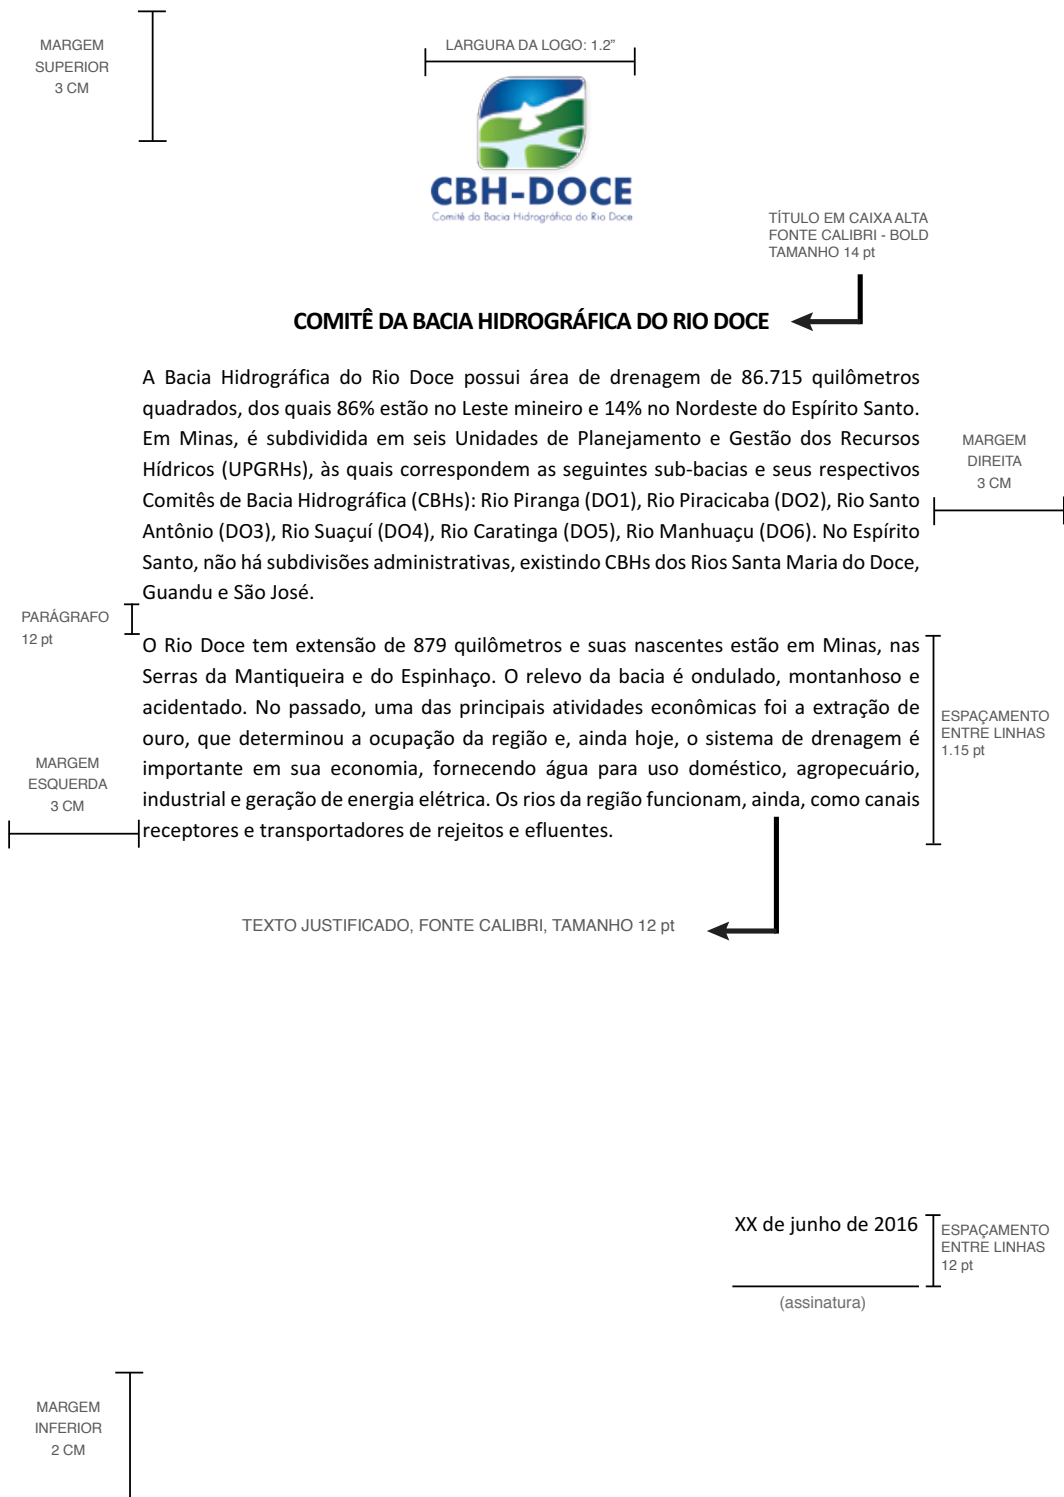 MARGEM
SUPERIOR
3 CM
LARGURA DA LOGO: 1.2”
CBH-DOCE
Comitê da Bacia Hidrográfica do Rio Doce
TÍTULO EM CAIXA ALTA
FONTE CALIBRI - BOLD
TAMANHO 14 pt
COMITÊ DA BACIA HIDROGRÁFICA DO RIO DOCE
A Bacia Hidrográfica do Rio Doce possui área de drenagem de 86.715 quilômetros
quadrados, dos quais 86% estão no Leste mineiro e 14% no Nordeste do Espírito Santo.
Em Minas, é subdividida em seis Unidades de Planejamento e Gestão dos Recursos
Hídricos (UPGRHs), às quais correspondem as seguintes sub-bacias e seus respectivos
Comitês de Bacia Hidrográfica (CBHs): Rio Piranga (DO1), Rio Piracicaba (DO2), Rio Santo
Antônio (DO3), Rio Suaçuí (DO4), Rio Caratinga (DO5), Rio Manhuaçu (DO6). No Espírito
Santo, não há subdivisões administrativas, existindo CBHs dos Rios Santa Maria do Doce,
Guandu e São José.
MARGEM
DIREITA
3 CM
PARÁGRAFO
12 pt
O Rio Doce tem extensão de 879 quilômetros e suas nascentes estão em Minas, nas
Serras da Mantiqueira e do Espinhaço. O relevo da bacia é ondulado, montanhoso e
acidentado. No passado, uma das principais atividades econômicas foi a extração de
ouro, que determinou a ocupação da região e, ainda hoje, o sistema de drenagem é
importante em sua economia, fornecendo água para uso doméstico, agropecuário,
industrial e geração de energia elétrica. Os rios da região funcionam, ainda, como canais
receptores e transportadores de rejeitos e efluentes.
ESPAÇAMENTO
ENTRE LINHAS
1.15 pt
MARGEM
ESQUERDA
3 CM
TEXTO JUSTIFICADO, FONTE CALIBRI, TAMANHO 12 pt
XX de junho de 2016
ESPAÇAMENTO
ENTRE LINHAS
12 pt
(assinatura)
MARGEM
INFERIOR
2 CM